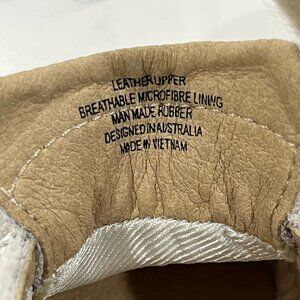 LEATHER UPPER
BREATHABLE MICROFIBRE LINING
MAN MADE RUBBER
DESIGNED IN AUSTRALIA
MADE IN VIETNAM